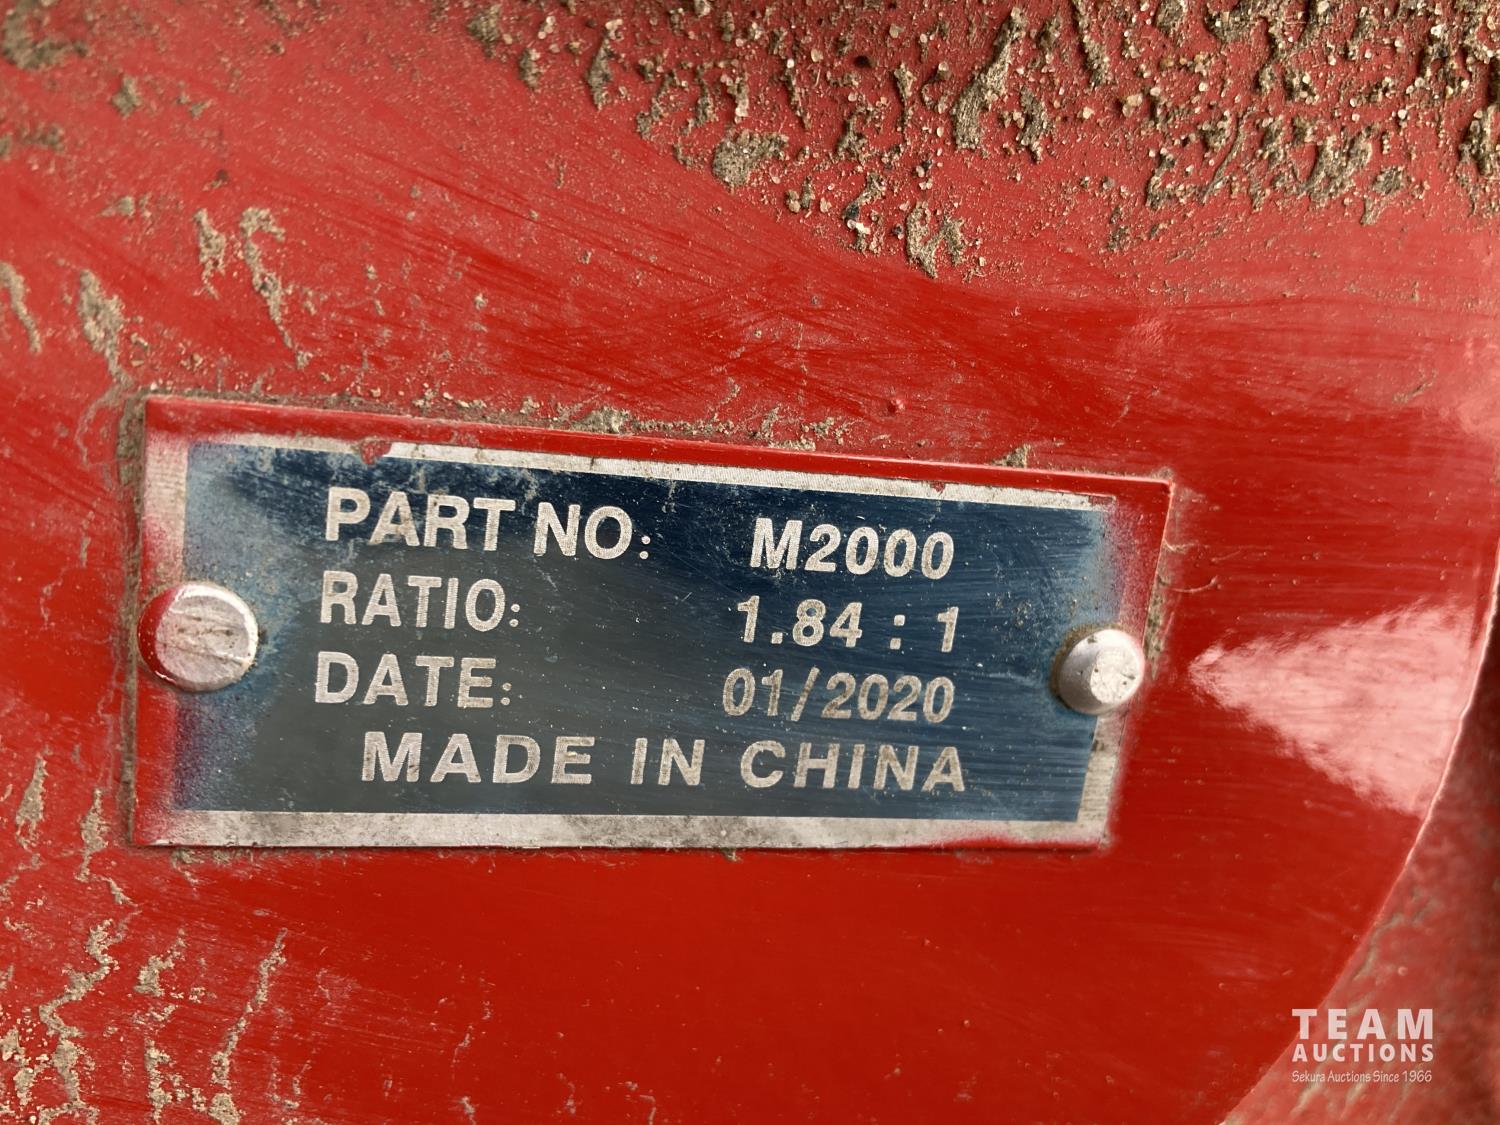 PART NO: M2000
RATIO: 1.84 : 1
DATE: 01/2020
MADE IN CHINA
TEAM
AUCTIONS
Sekura Auctions Since 1966